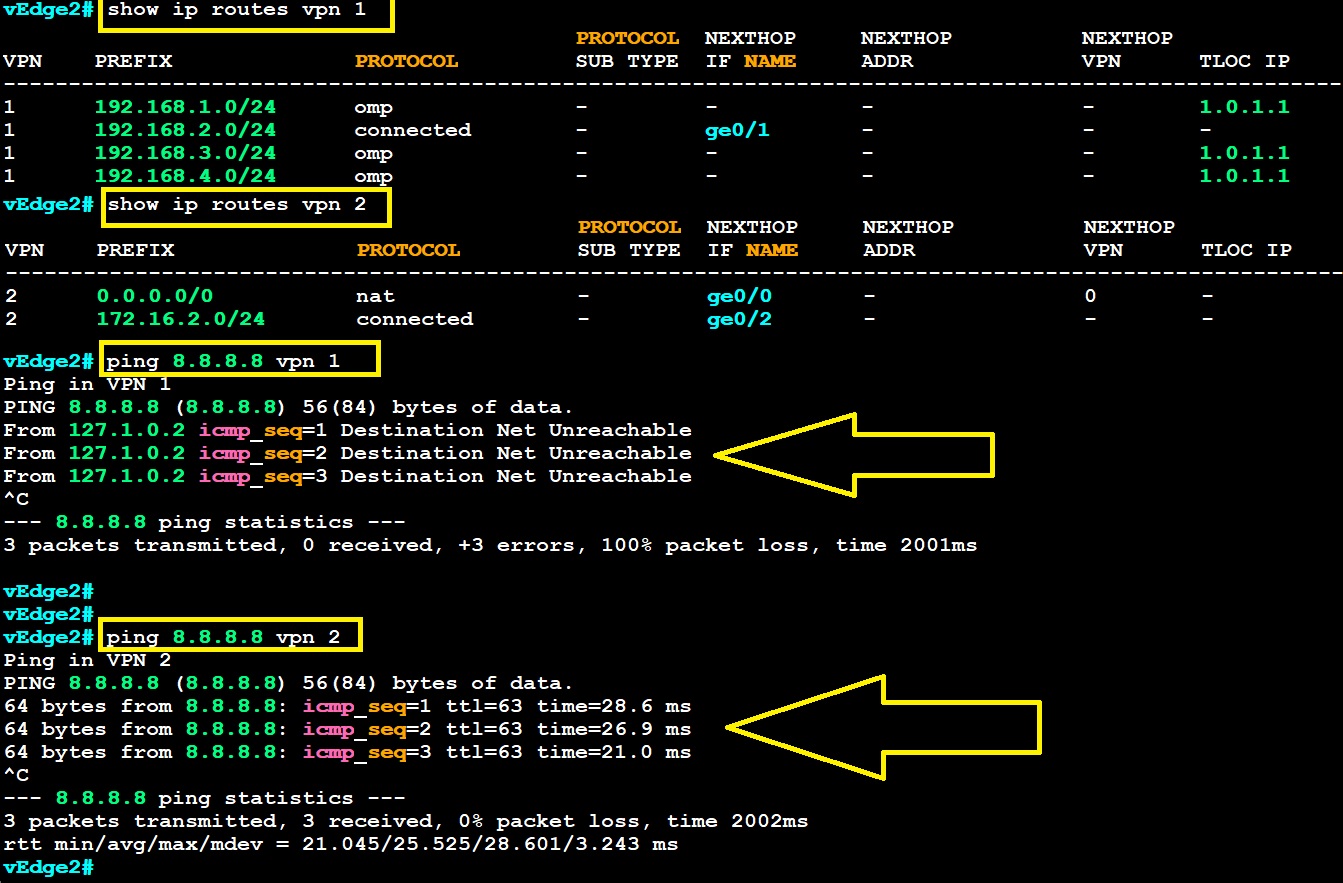 vEdge2# show ip routes vpn 1
PROTOCOL NEXTHOP NEXTHOP NEXTHOP
VPN PREFIX PROTOCOL SUB TYPE IF NAME ADDR VPN TLOC IP
---------------------------------------------------------------------------------------------------------
1 192.168.1.0/24 omp - - - - 1.0.1.1
1 192.168.2.0/24 connected - ge0/1 - - -
1 192.168.3.0/24 omp - - - - 1.0.1.1
1 192.168.4.0/24 omp - - - - 1.0.1.1
vEdge2# show ip routes vpn 2
PROTOCOL NEXTHOP NEXTHOP NEXTHOP
VPN PREFIX PROTOCOL SUB TYPE IF NAME ADDR VPN TLOC IP
---------------------------------------------------------------------------------------------------------
2 0.0.0.0/0 nat - ge0/0 - 0 -
2 172.16.2.0/24 connected - ge0/2 - - -
vEdge2# ping 8.8.8.8 vpn 1
Ping in VPN 1
PING 8.8.8.8 (8.8.8.8) 56(84) bytes of data.
From 127.1.0.2 icmp_seq=1 Destination Net Unreachable
From 127.1.0.2 icmp_seq=2 Destination Net Unreachable
From 127.1.0.2 icmp_seq=3 Destination Net Unreachable
^C
--- 8.8.8.8 ping statistics ---
3 packets transmitted, 0 received, +3 errors, 100% packet loss, time 2001ms
vEdge2#
vEdge2#
vEdge2# ping 8.8.8.8 vpn 2
Ping in VPN 2
PING 8.8.8.8 (8.8.8.8) 56(84) bytes of data.
64 bytes from 8.8.8.8: icmp_seq=1 ttl=63 time=28.6 ms
64 bytes from 8.8.8.8: icmp_seq=2 ttl=63 time=26.9 ms
64 bytes from 8.8.8.8: icmp_seq=3 ttl=63 time=21.0 ms
^C
--- 8.8.8.8 ping statistics ---
3 packets transmitted, 3 received, 0% packet loss, time 2002ms
rtt min/avg/max/mdev = 21.045/25.525/28.601/3.243 ms
vEdge2#